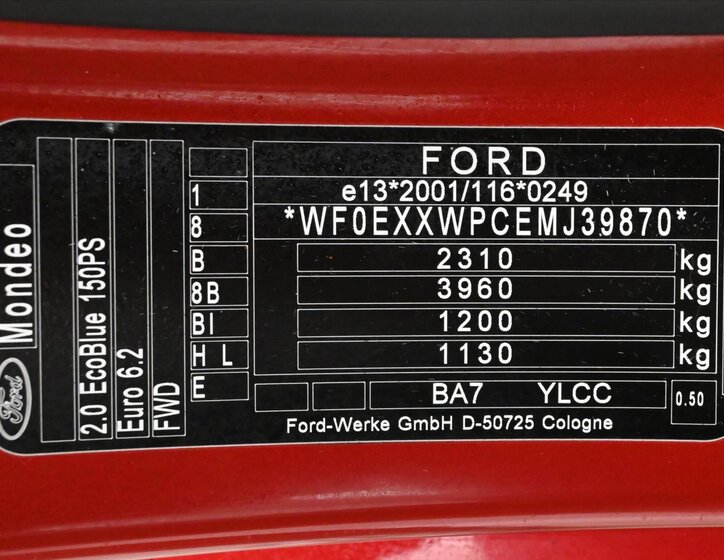 Mondeo
Ford
2.0 EcoBlue 150PS
Euro 6.2
FWD
1
8
B
8B
BI
H L
E
FORD
e13*2001/116*0249
*WF0EXXWPCEMJ39870*
2310 kg
3960 kg
1200 kg
1130 kg
BA7 YLCC 0.50
Ford-Werke GmbH D-50725 Cologne